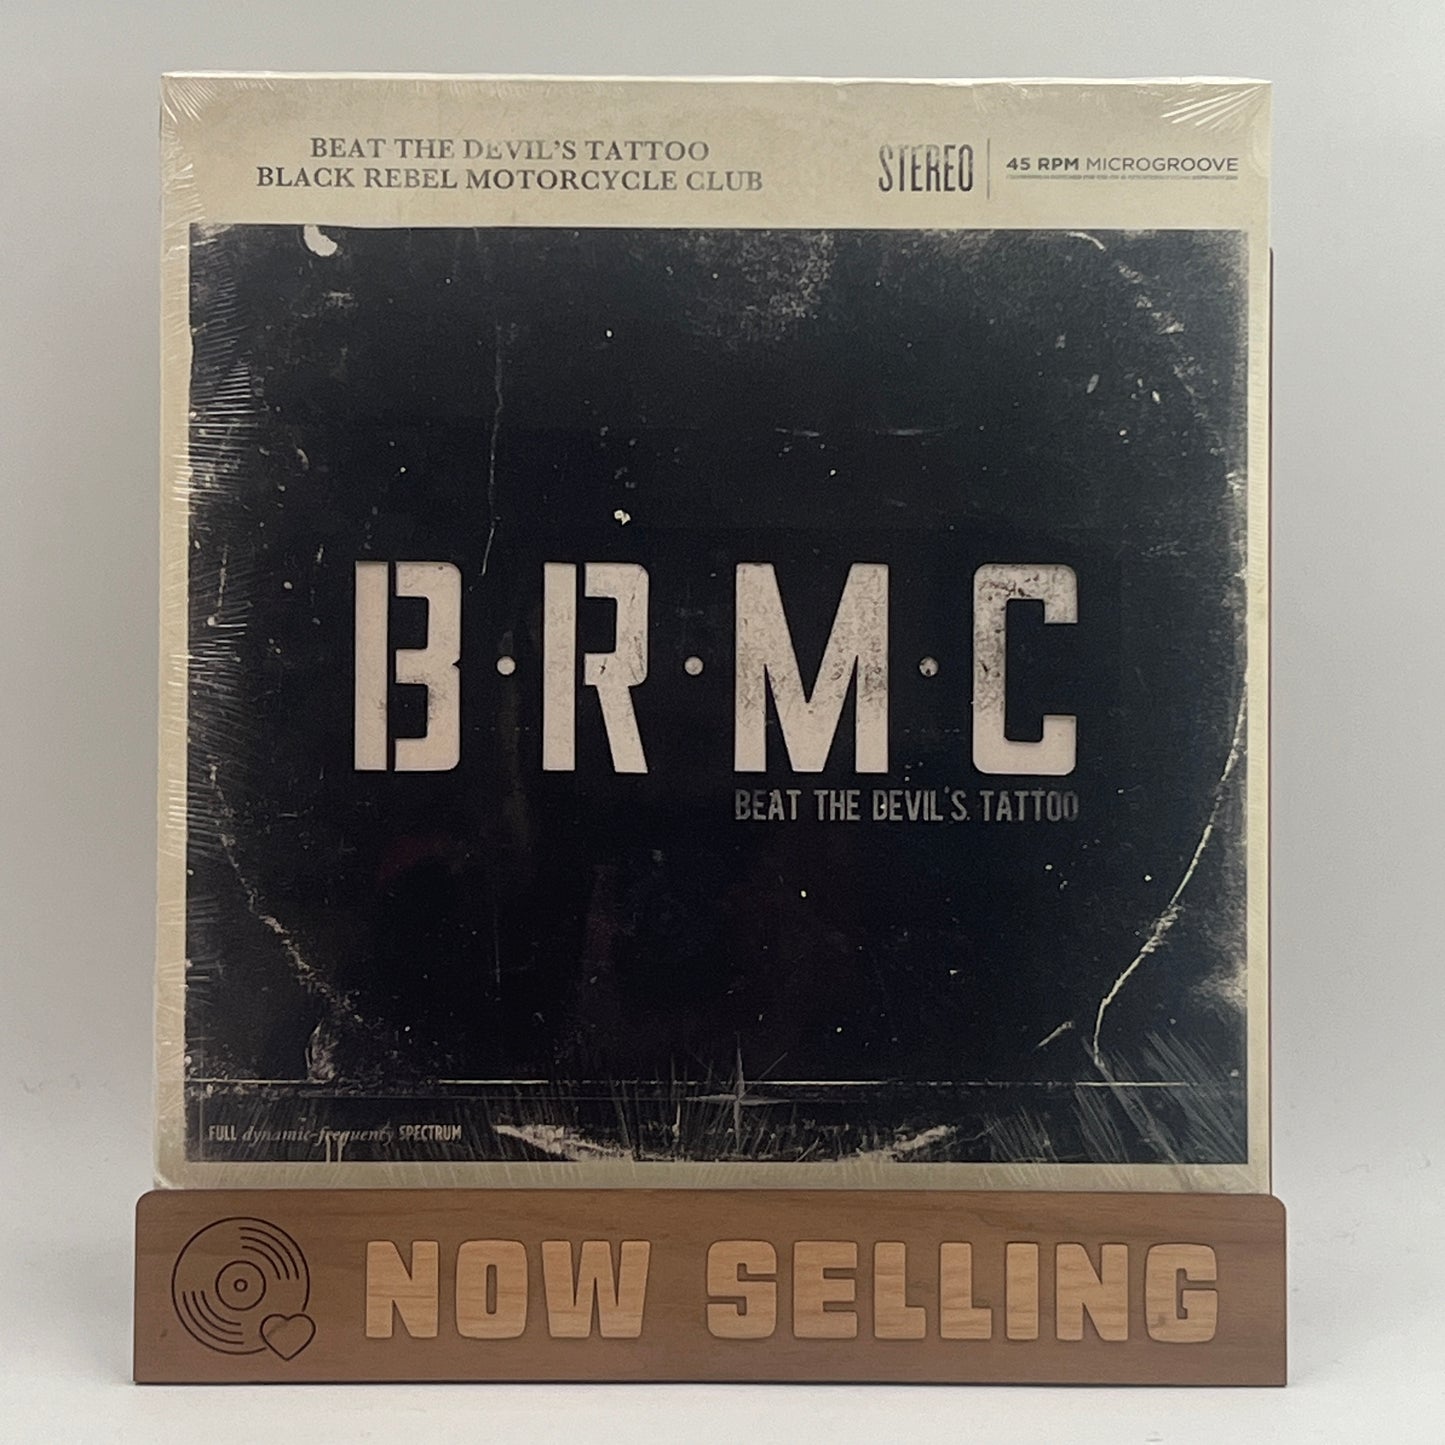 BEAT THE DEVIL'S TATTOO
BLACK REBEL MOTORCYCLE CLUB
STEREO
45 RPM MICROGROOVE
B·R·M·C
BEAT THE DEVIL'S TATTOO
FULL dynamic-frequency SPECTRUM
NOW SELLING